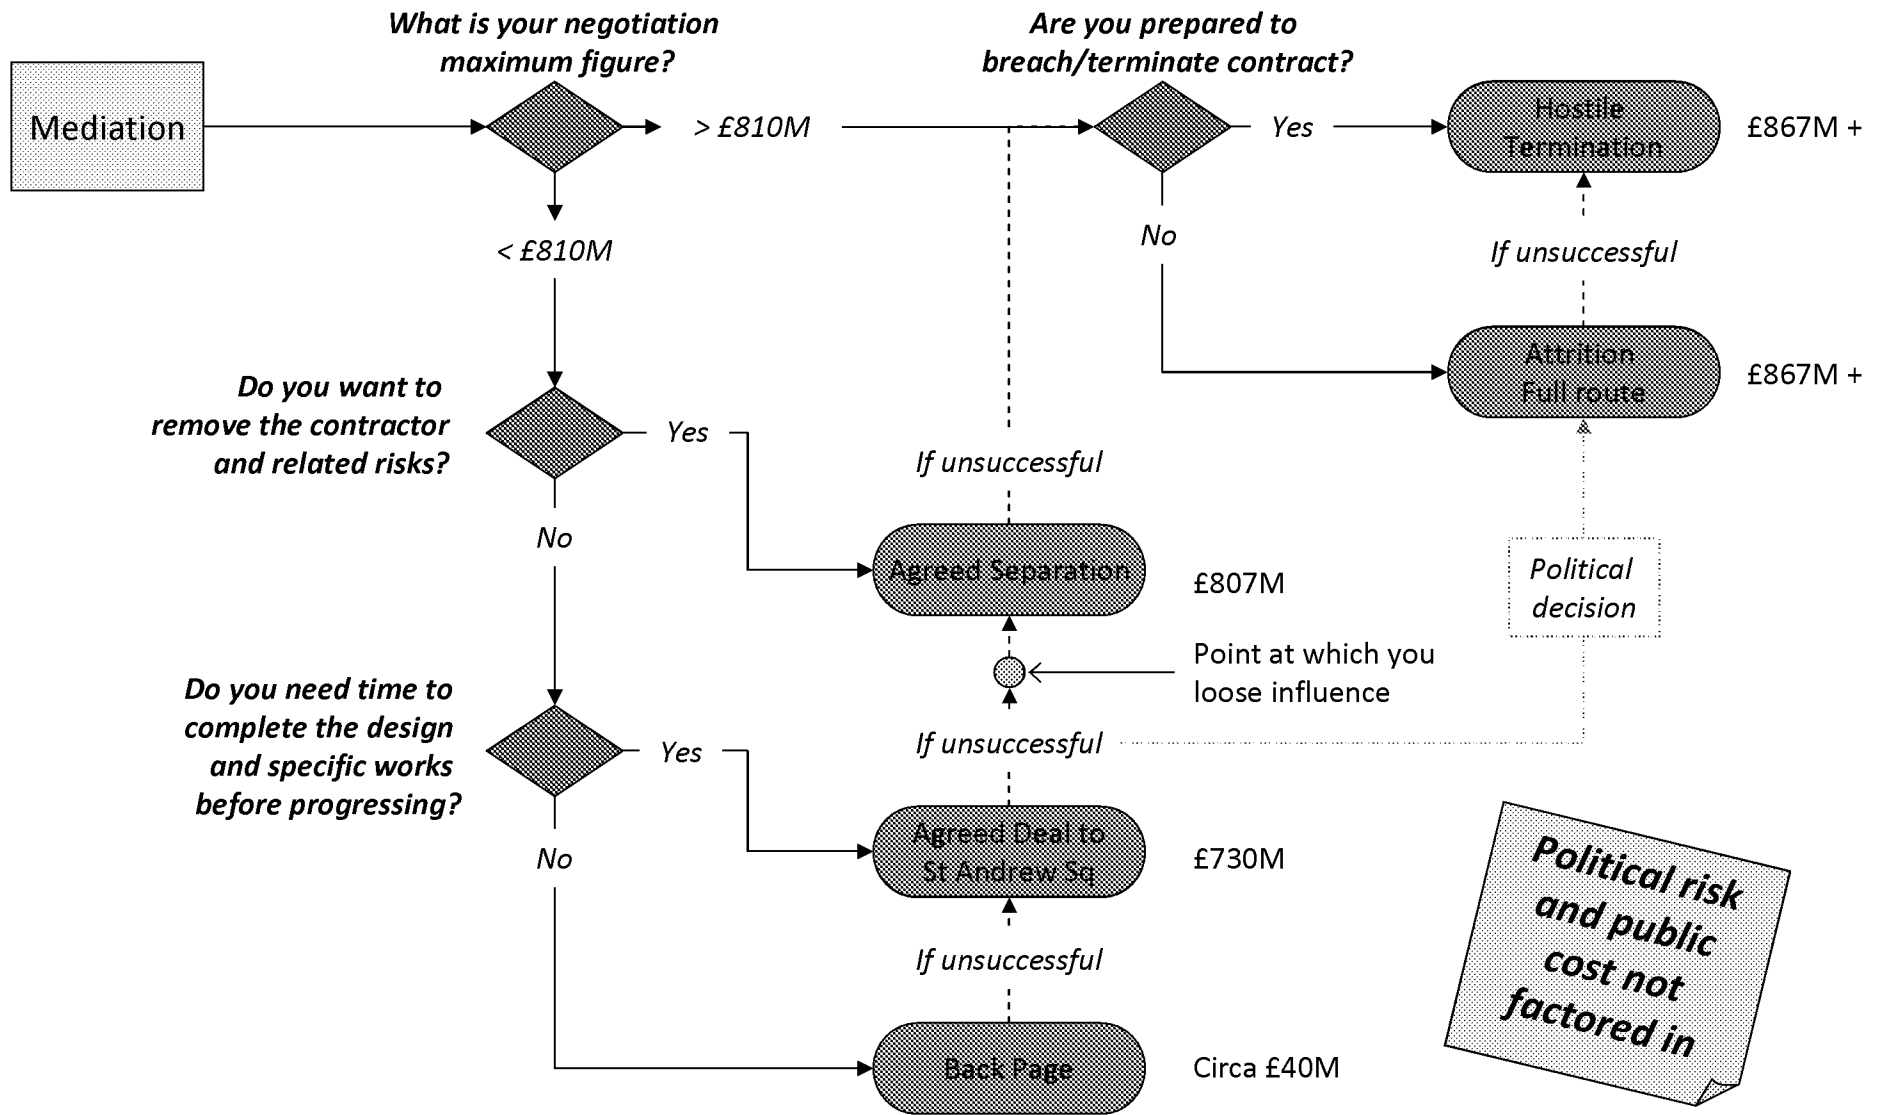 What is your negotiation
maximum figure?
Are you prepared to
breach/terminate contract?
Mediation
> £810M
Yes
Hostile
Termination
£867M +
< £810M
No
If unsuccessful
Attrition
Full route
£867M +
Do you want to
remove the contractor
and related risks?
Yes
If unsuccessful
No
Agreed Separation
£807M
Political
decision
Point at which you
loose influence
Do you need time to
complete the design
and specific works
before progressing?
Yes
If unsuccessful
Agreed Deal to
St Andrew Sq
£730M
No
If unsuccessful
Back Page
Circa £40M
Political risk
and public
cost not
factored in